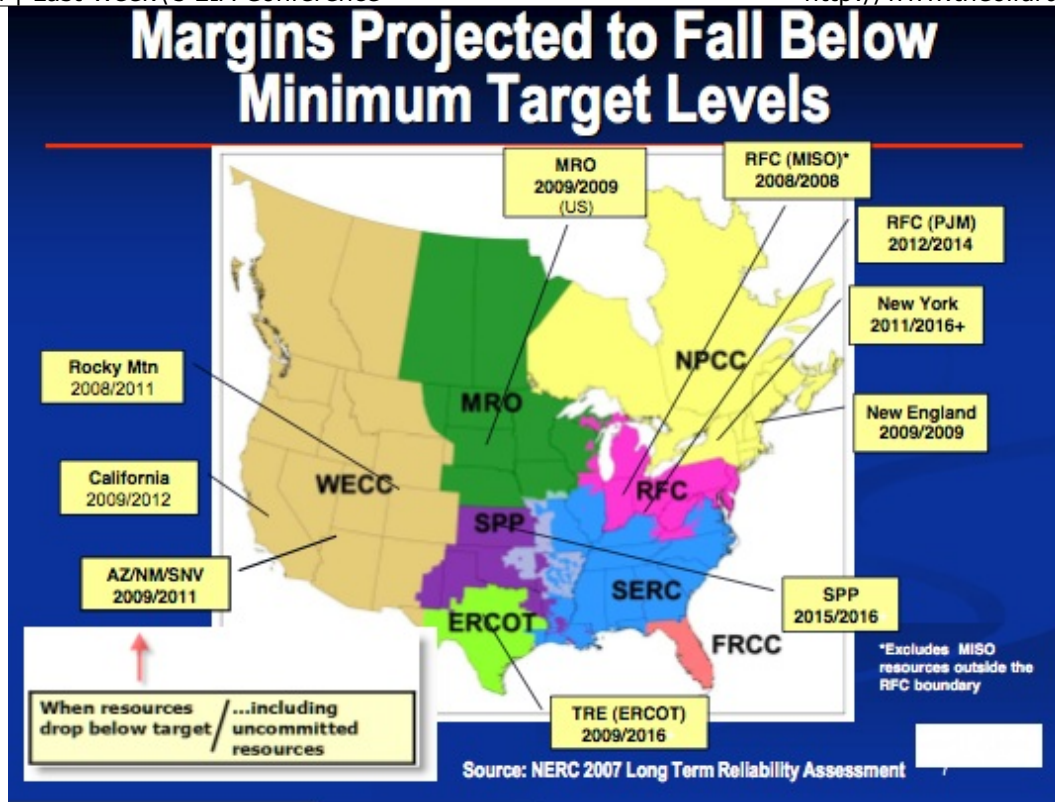 Margins Projected to Fall Below
Minimum Target Levels
MRO
2009/2009
(US)
RFC (MISO)*
2008/2008
RFC (PJM)
2012/2014
New York
2011/2016+
New England
2009/2009
Rocky Mtn
2008/2011
California
2009/2012
AZ/NM/SNV
2009/2011
NPCC
MRO
WECC
RFC
SPP
SERC
ERCOT
FRCC
SPP
2015/2016
*Excludes MISO
resources outside the
RFC boundary
TRE (ERCOT)
2009/2016
When resources
drop below target
/
...including
uncommitted
resources
Source: NERC 2007 Long Term Reliability Assessment